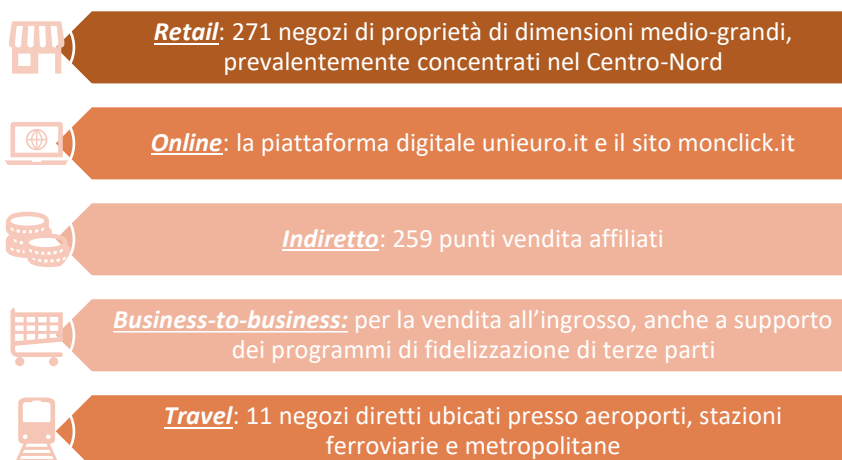 Retail: 271 negozi di proprietà di dimensioni medio-grandi,
prevalentemente concentrati nel Centro-Nord
Online: la piattaforma digitale unieuro.it e il sito monclick.it
Indiretto: 259 punti vendita affiliati
Business-to-business: per la vendita all’ingrosso, anche a supporto
dei programmi di fidelizzazione di terze parti
Travel: 11 negozi diretti ubicati presso aeroporti, stazioni
ferroviarie e metropolitane